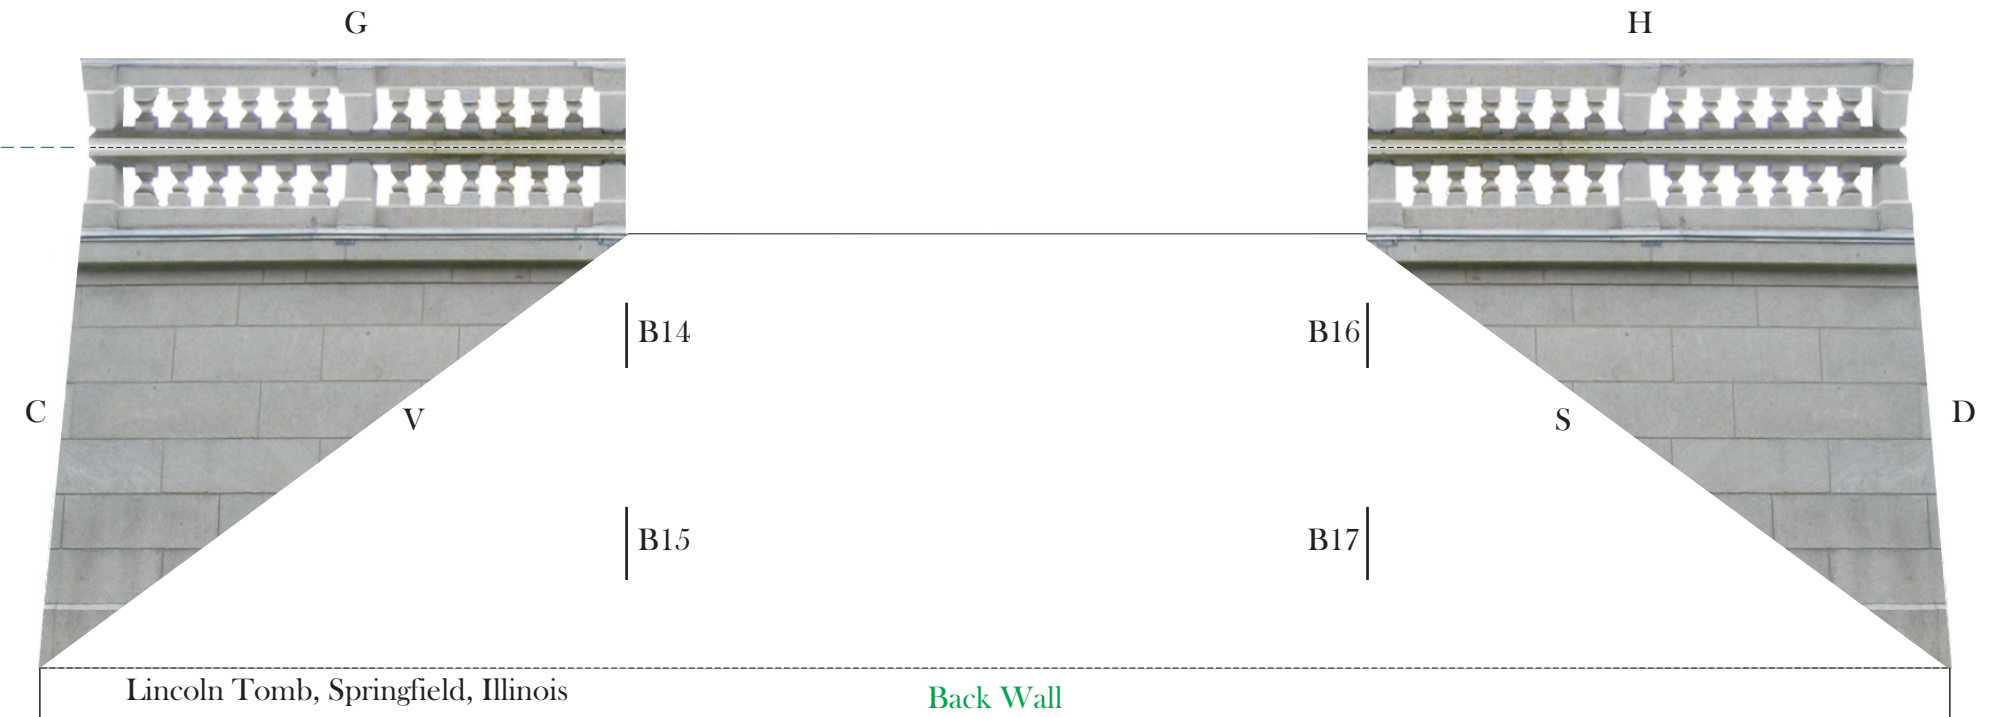 G
H
B14
B16
C
V
S
D
B15
B17
Lincoln Tomb, Springfield, Illinois
Back Wall